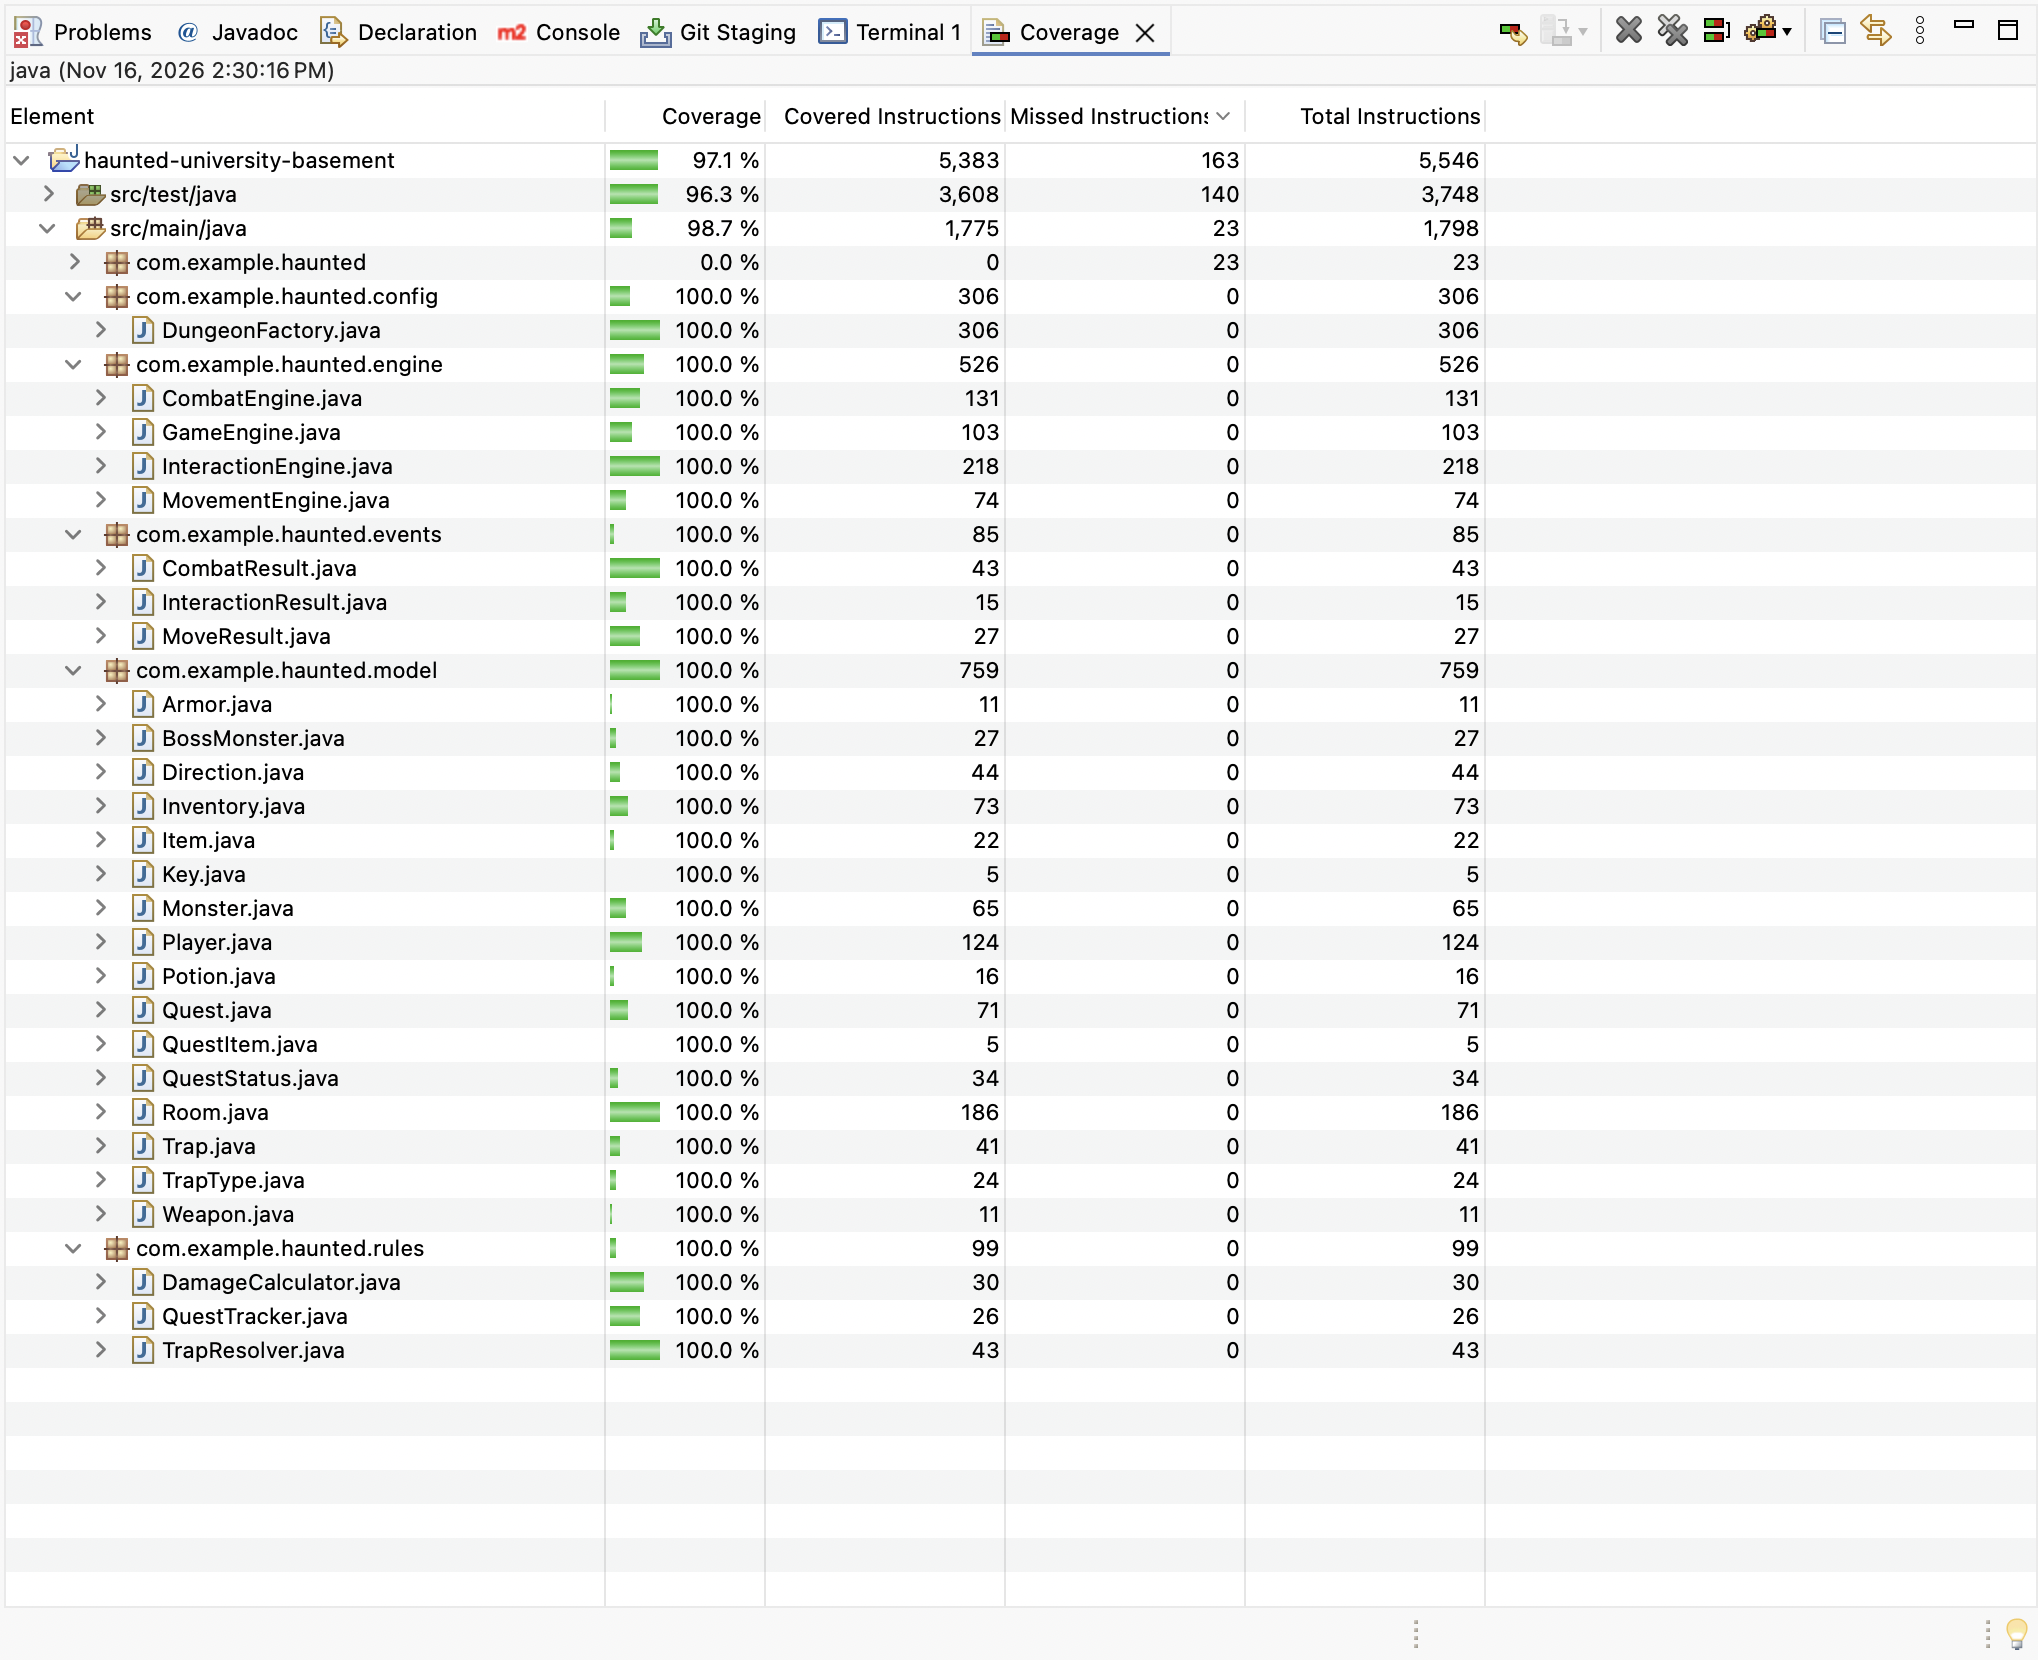 Problems @ Javadoc Declaration m2 Console Git Staging Terminal 1 Coverage
java (Nov 16, 2026 2:30:16 PM)
Element Coverage Covered Instructions Missed Instructions Total Instructions
haunted-university-basement 97.1 % 5,383 163 5,546
src/test/java 96.3 % 3,608 140 3,748
src/main/java 98.7 % 1,775 23 1,798
com.example.haunted 0.0 % 0 23 23
com.example.haunted.config 100.0 % 306 0 306
DungeonFactory.java 100.0 % 306 0 306
com.example.haunted.engine 100.0 % 526 0 526
CombatEngine.java 100.0 % 131 0 131
GameEngine.java 100.0 % 103 0 103
InteractionEngine.java 100.0 % 218 0 218
MovementEngine.java 100.0 % 74 0 74
com.example.haunted.events 100.0 % 85 0 85
CombatResult.java 100.0 % 43 0 43
InteractionResult.java 100.0 % 15 0 15
MoveResult.java 100.0 % 27 0 27
com.example.haunted.model 100.0 % 759 0 759
Armor.java 100.0 % 11 0 11
BossMonster.java 100.0 % 27 0 27
Direction.java 100.0 % 44 0 44
Inventory.java 100.0 % 73 0 73
Item.java 100.0 % 22 0 22
Key.java 100.0 % 5 0 5
Monster.java 100.0 % 65 0 65
Player.java 100.0 % 124 0 124
Potion.java 100.0 % 16 0 16
Quest.java 100.0 % 71 0 71
QuestItem.java 100.0 % 5 0 5
QuestStatus.java 100.0 % 34 0 34
Room.java 100.0 % 186 0 186
Trap.java 100.0 % 41 0 41
TrapType.java 100.0 % 24 0 24
Weapon.java 100.0 % 11 0 11
com.example.haunted.rules 100.0 % 99 0 99
DamageCalculator.java 100.0 % 30 0 30
QuestTracker.java 100.0 % 26 0 26
TrapResolver.java 100.0 % 43 0 43